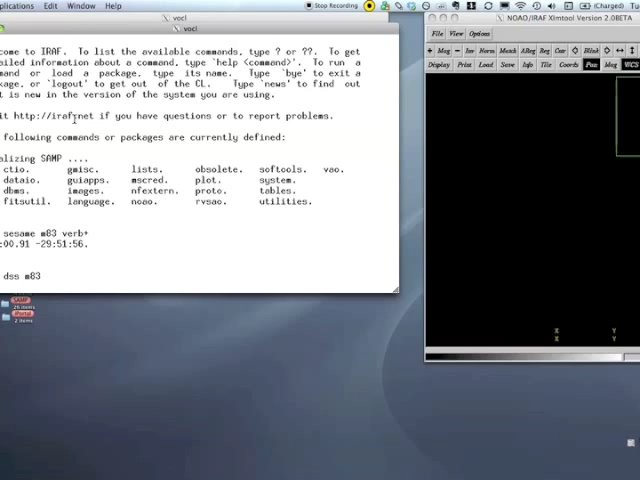 plications Edit Window Help Stop Recording (Charged) Tu
vocl
vocl
come to IRAF. To list the available commands, type ? or ??. To get
tailed information about a command, type `help <command>'. To run a
mmand or load a package, type its name. Type `bye' to exit a
kage, or `logout' to get out of the CL. Type `news' to find out
t is new in the version of the system you are using.
it http://iraf.net if you have questions or to report problems.
following commands or packages are currently defined:
alizing SAMP ....
ctio. gmisc. lists. obsolete. softools. vao.
dataio. guiapps. mscred. plot. system.
dbms. images. nfextern. proto. tables.
fitsutil. language. noao. rvsao. utilities.
sesame m83 verb+
:00.91 -29:51:56.
dss m83
SAMP
26 items
2 items
NOAO/IRAF Ximtool Version 2.0BETA
File View Options
+ Mag - Inv Norm Match ABlog Reg Cur Blink
Display Print Load Save Info Tile Coords Pan Mag WCS
X Y
X Y